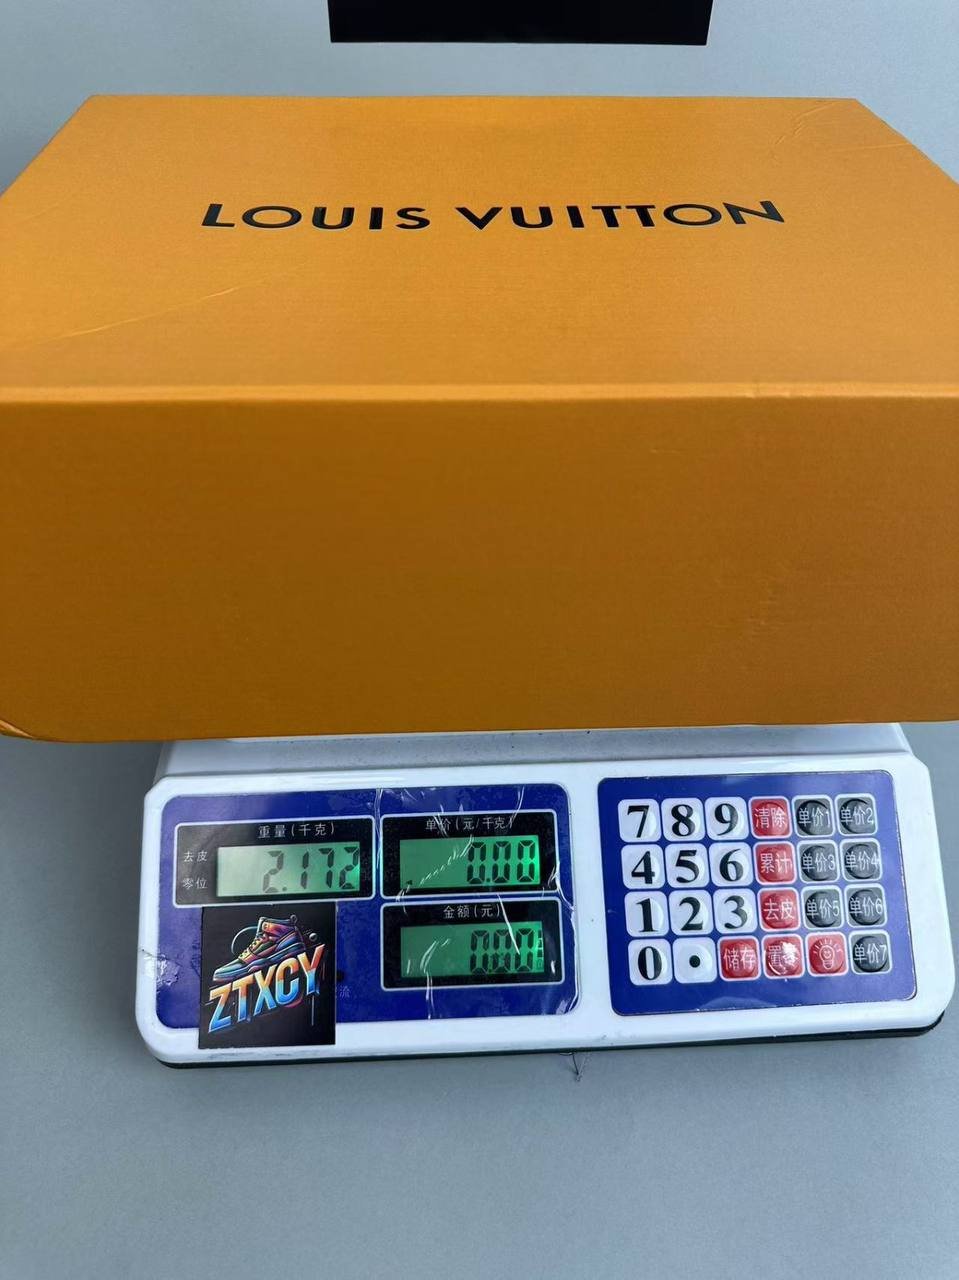 LOUIS VUITTON
重量(千克)
单价(元/千克)
去皮
零位
2.172
0.00
金额(元)
0.00
流
ZTXCY
7 8 9 清除 单价1 单价2
4 5 6 累计 单价3 单价4
1 2 3 去皮 单价5 单价6
0 . 储存 置零 单价7